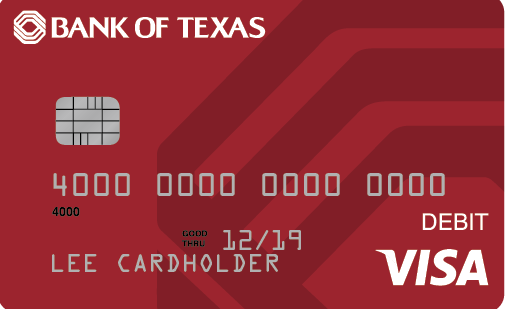 BANK OF TEXAS
4000 0000 0000 0000
4000
DEBIT
GOOD
THRU 12/19
LEE CARDHOLDER
VISA